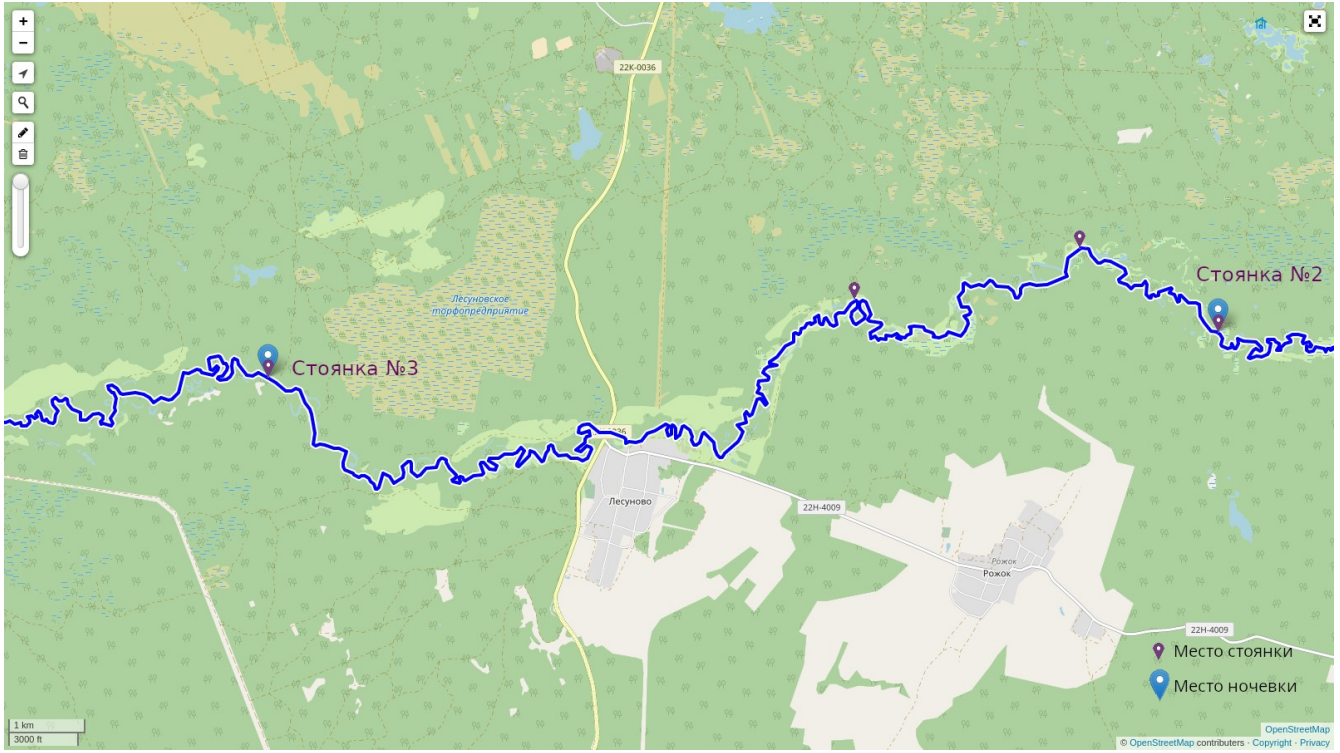 +
−
22К-0036
Стоянка №2
Лесуновское
торфопредприятие
Стоянка №3
Лесуново
22Н-4009
Рожок
Рожок
22Н-4009
Место стоянки
Место ночевки
1 km
3000 ft
OpenStreetMap
© OpenStreetMap contributers · Copyright · Privacy